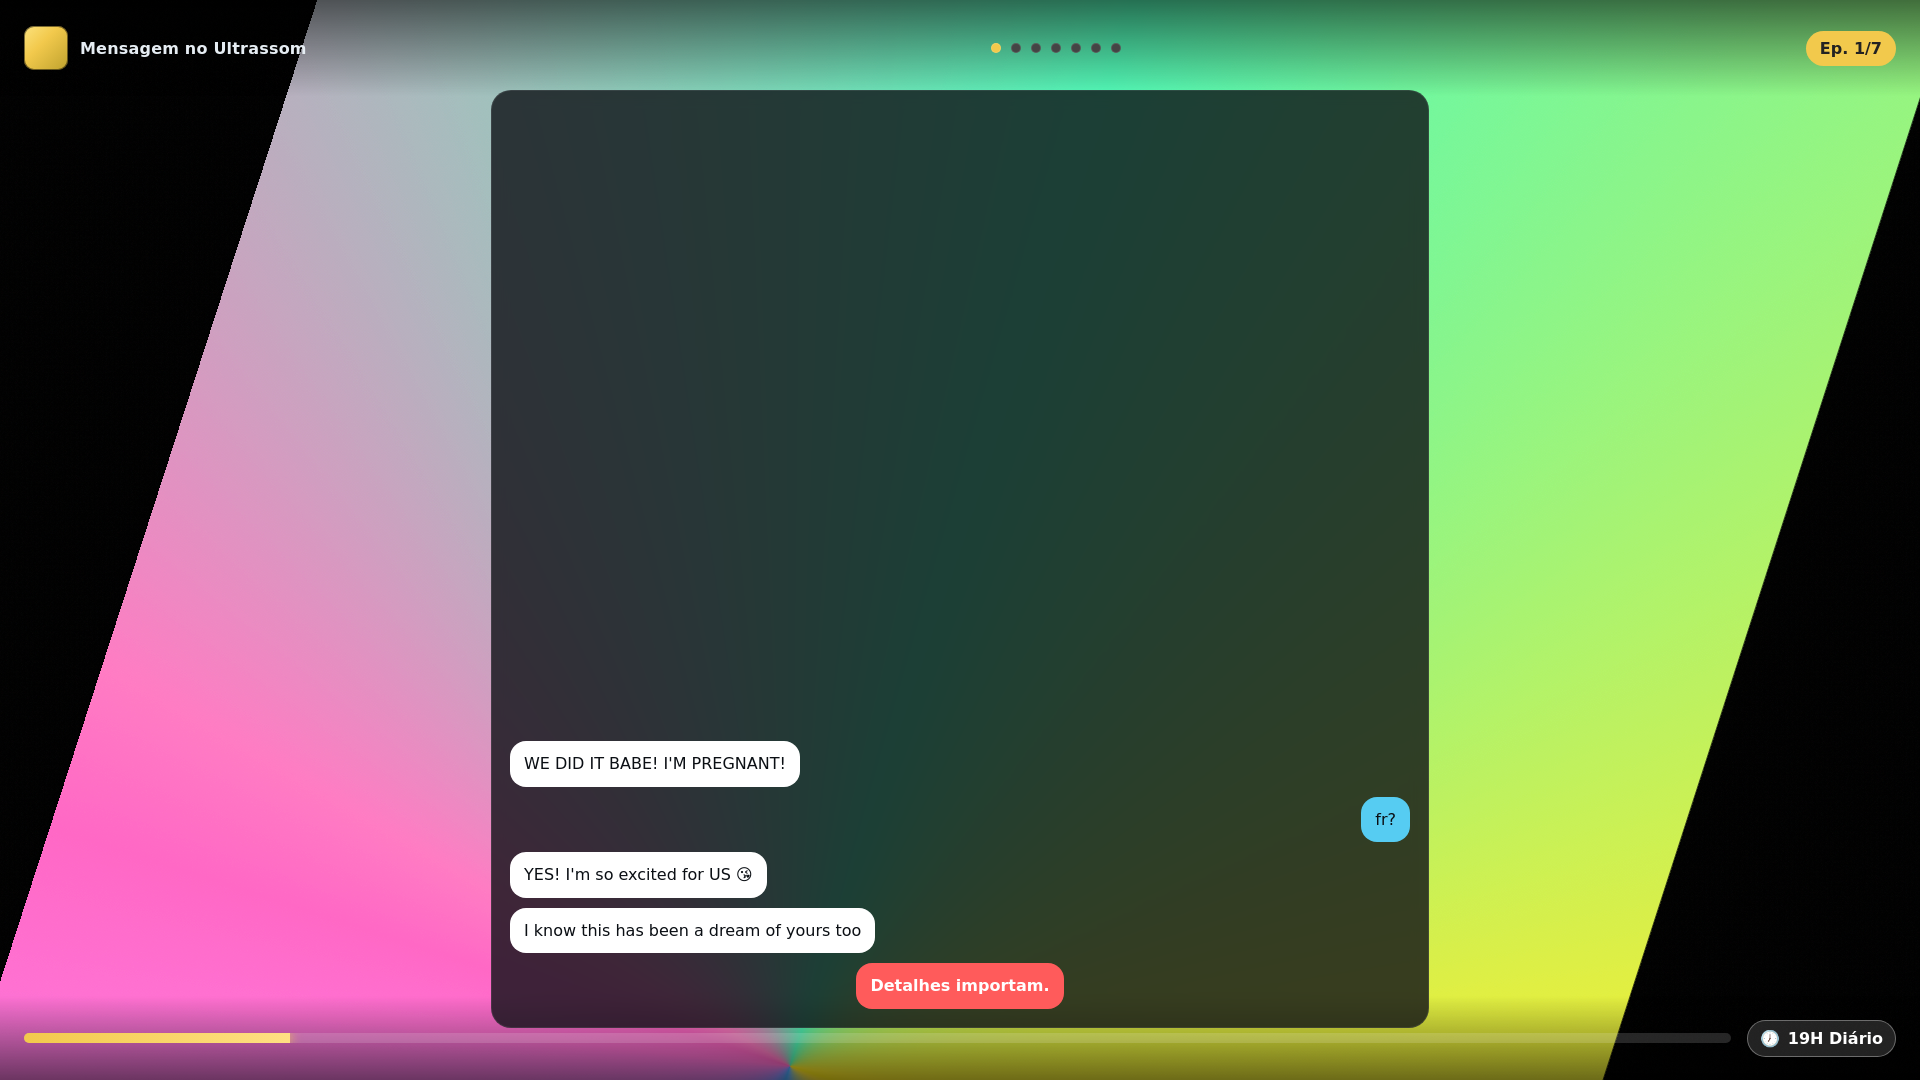 Mensagem no Ultrassom
Ep. 1/7
WE DID IT BABE! I'M PREGNANT!
fr?
YES! I'm so excited for US 😘
I know this has been a dream of yours too
Detalhes importam.
🕖 19H Diário